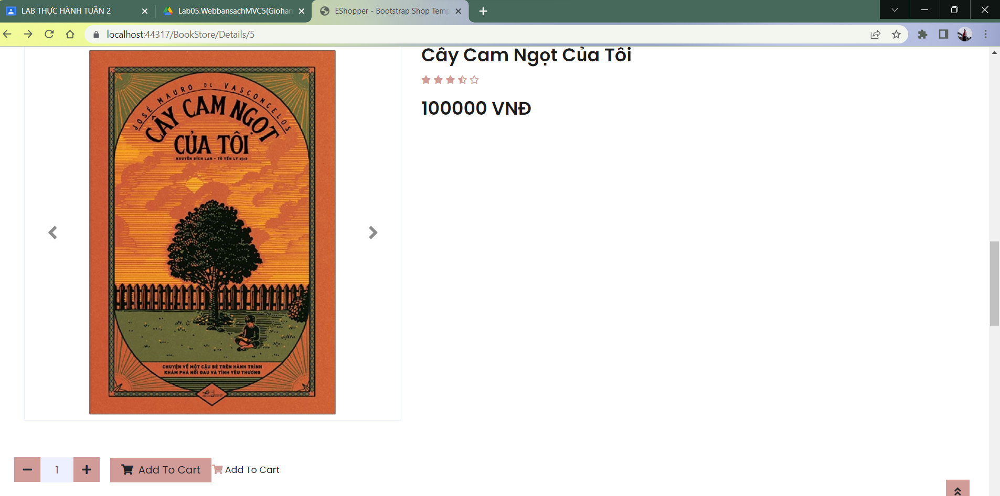 LAB THỰC HÀNH TUẦN 2
Lab05.WebbansachMVC5(Giohan
EShopper - Bootstrap Shop Temp
localhost:44317/BookStore/Details/5
JOSÉ MAURO DE VASCONCELOS
CÂY CAM NGỌT
CỦA TÔI
NGUYỄN BÍCH LAN - TÔ YẾN LY dịch
CHUYỆN VỀ MỘT CẬU BÉ TRÊN HÀNH TRÌNH
KHÁM PHÁ NỖI ĐAU VÀ TÌNH YÊU THƯƠNG
Cây Cam Ngọt Của Tôi
100000 VNĐ
1
Add To Cart
Add To Cart